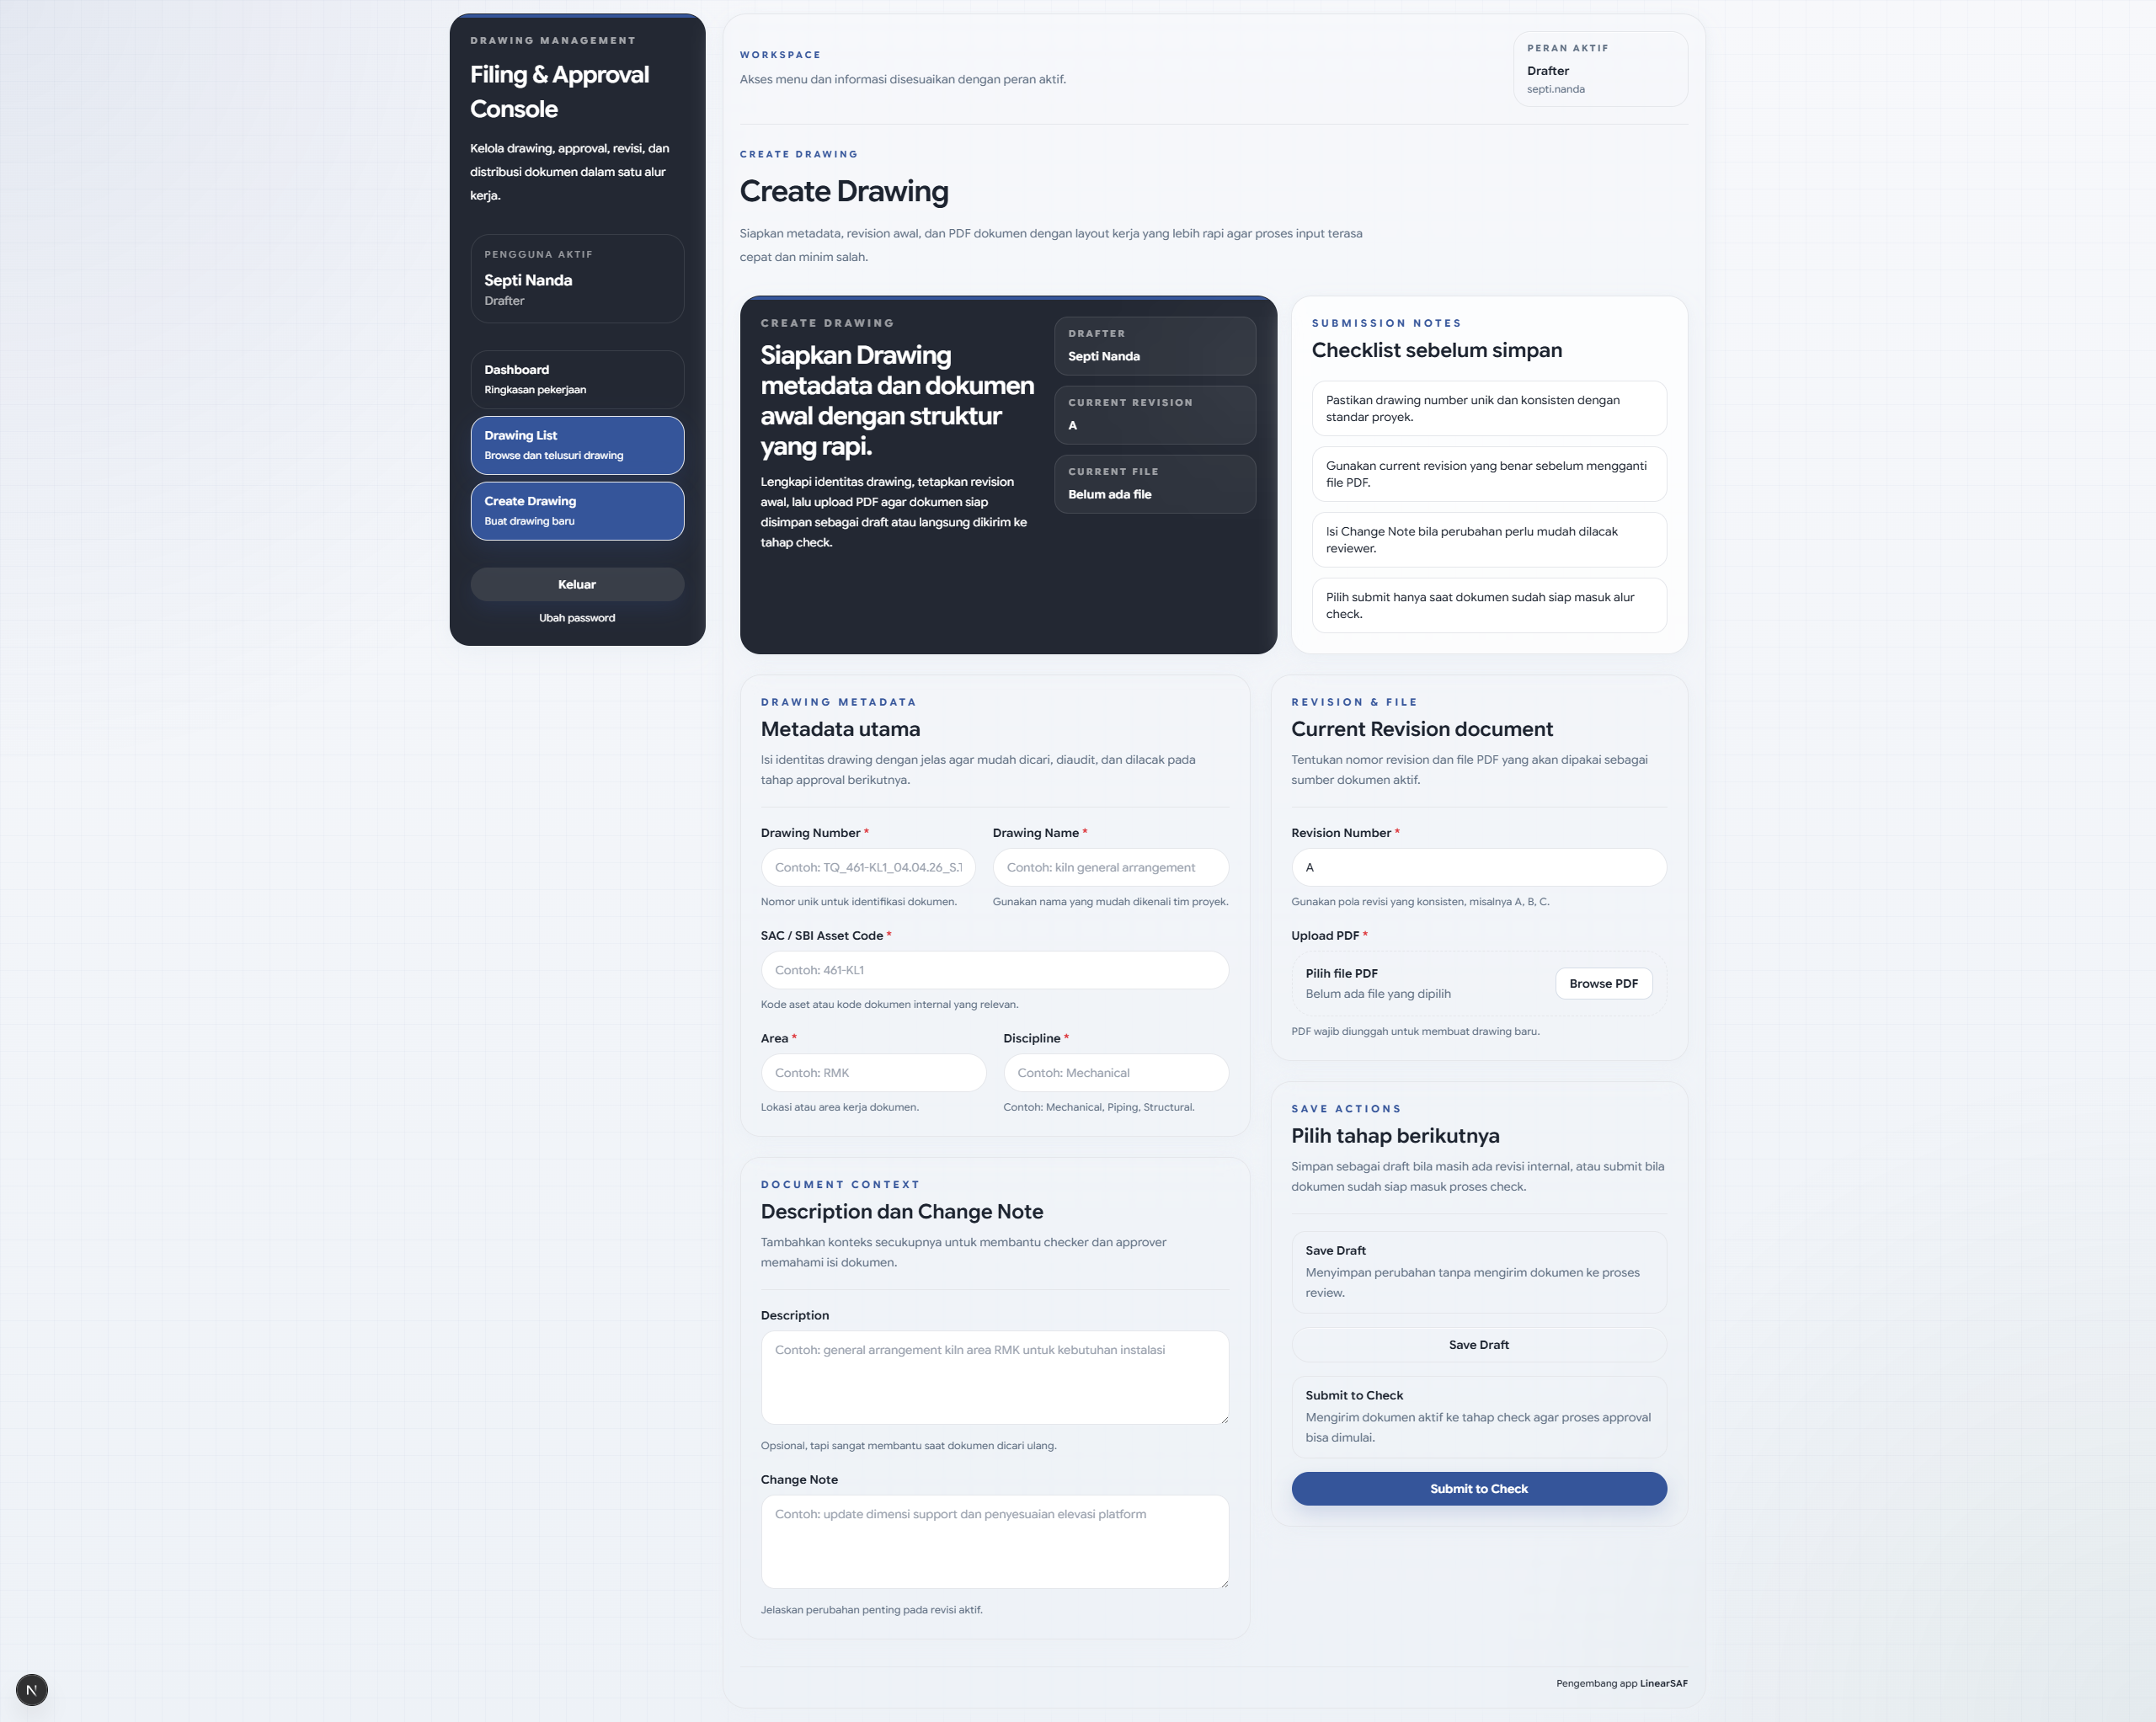 DRAWING MANAGEMENT
Filing & Approval
Console
Kelola drawing, approval, revisi, dan
distribusi dokumen dalam satu alur
kerja.
PENGGUNA AKTIF
Septi Nanda
Drafter
Dashboard
Ringkasan pekerjaan
Drawing List
Browse dan telusuri drawing
Create Drawing
Buat drawing baru
Keluar
Ubah password
WORKSPACE
Akses menu dan informasi disesuaikan dengan peran aktif.
PERAN AKTIF
Drafter
septi.nanda
CREATE DRAWING
Create Drawing
Siapkan metadata, revision awal, dan PDF dokumen dengan layout kerja yang lebih rapi agar proses input terasa
cepat dan minim salah.
CREATE DRAWING
Siapkan Drawing
metadata dan dokumen
awal dengan struktur
yang rapi.
Lengkapi identitas drawing, tetapkan revision
awal, lalu upload PDF agar dokumen siap
disimpan sebagai draft atau langsung dikirim ke
tahap check.
DRAFTER
Septi Nanda
CURRENT REVISION
A
CURRENT FILE
Belum ada file
SUBMISSION NOTES
Checklist sebelum simpan
Pastikan drawing number unik dan konsisten dengan
standar proyek.
Gunakan current revision yang benar sebelum mengganti
file PDF.
Isi Change Note bila perubahan perlu mudah dilacak
reviewer.
Pilih submit hanya saat dokumen sudah siap masuk alur
check.
DRAWING METADATA
Metadata utama
Isi identitas drawing dengan jelas agar mudah dicari, diaudit, dan dilacak pada
tahap approval berikutnya.
Drawing Number *
Contoh: TQ_461-KL1_04.04.26_S.1
Nomor unik untuk identifikasi dokumen.
Drawing Name *
Contoh: kiln general arrangement
Gunakan nama yang mudah dikenali tim proyek.
SAC / SBI Asset Code *
Contoh: 461-KL1
Kode aset atau kode dokumen internal yang relevan.
Area *
Contoh: RMK
Lokasi atau area kerja dokumen.
Discipline *
Contoh: Mechanical
Contoh: Mechanical, Piping, Structural.
DOCUMENT CONTEXT
Description dan Change Note
Tambahkan konteks secukupnya untuk membantu checker dan approver
memahami isi dokumen.
Description
Contoh: general arrangement kiln area RMK untuk kebutuhan instalasi
Opsional, tapi sangat membantu saat dokumen dicari ulang.
Change Note
Contoh: update dimensi support dan penyesuaian elevasi platform
Jelaskan perubahan penting pada revisi aktif.
REVISION & FILE
Current Revision document
Tentukan nomor revision dan file PDF yang akan dipakai sebagai
sumber dokumen aktif.
Revision Number *
A
Gunakan pola revisi yang konsisten, misalnya A, B, C.
Upload PDF *
Pilih file PDF
Belum ada file yang dipilih
Browse PDF
PDF wajib diunggah untuk membuat drawing baru.
SAVE ACTIONS
Pilih tahap berikutnya
Simpan sebagai draft bila masih ada revisi internal, atau submit bila
dokumen sudah siap masuk proses check.
Save Draft
Menyimpan perubahan tanpa mengirim dokumen ke proses
review.
Save Draft
Submit to Check
Mengirim dokumen aktif ke tahap check agar proses approval
bisa dimulai.
Submit to Check
Pengembang app LinearSAF
N